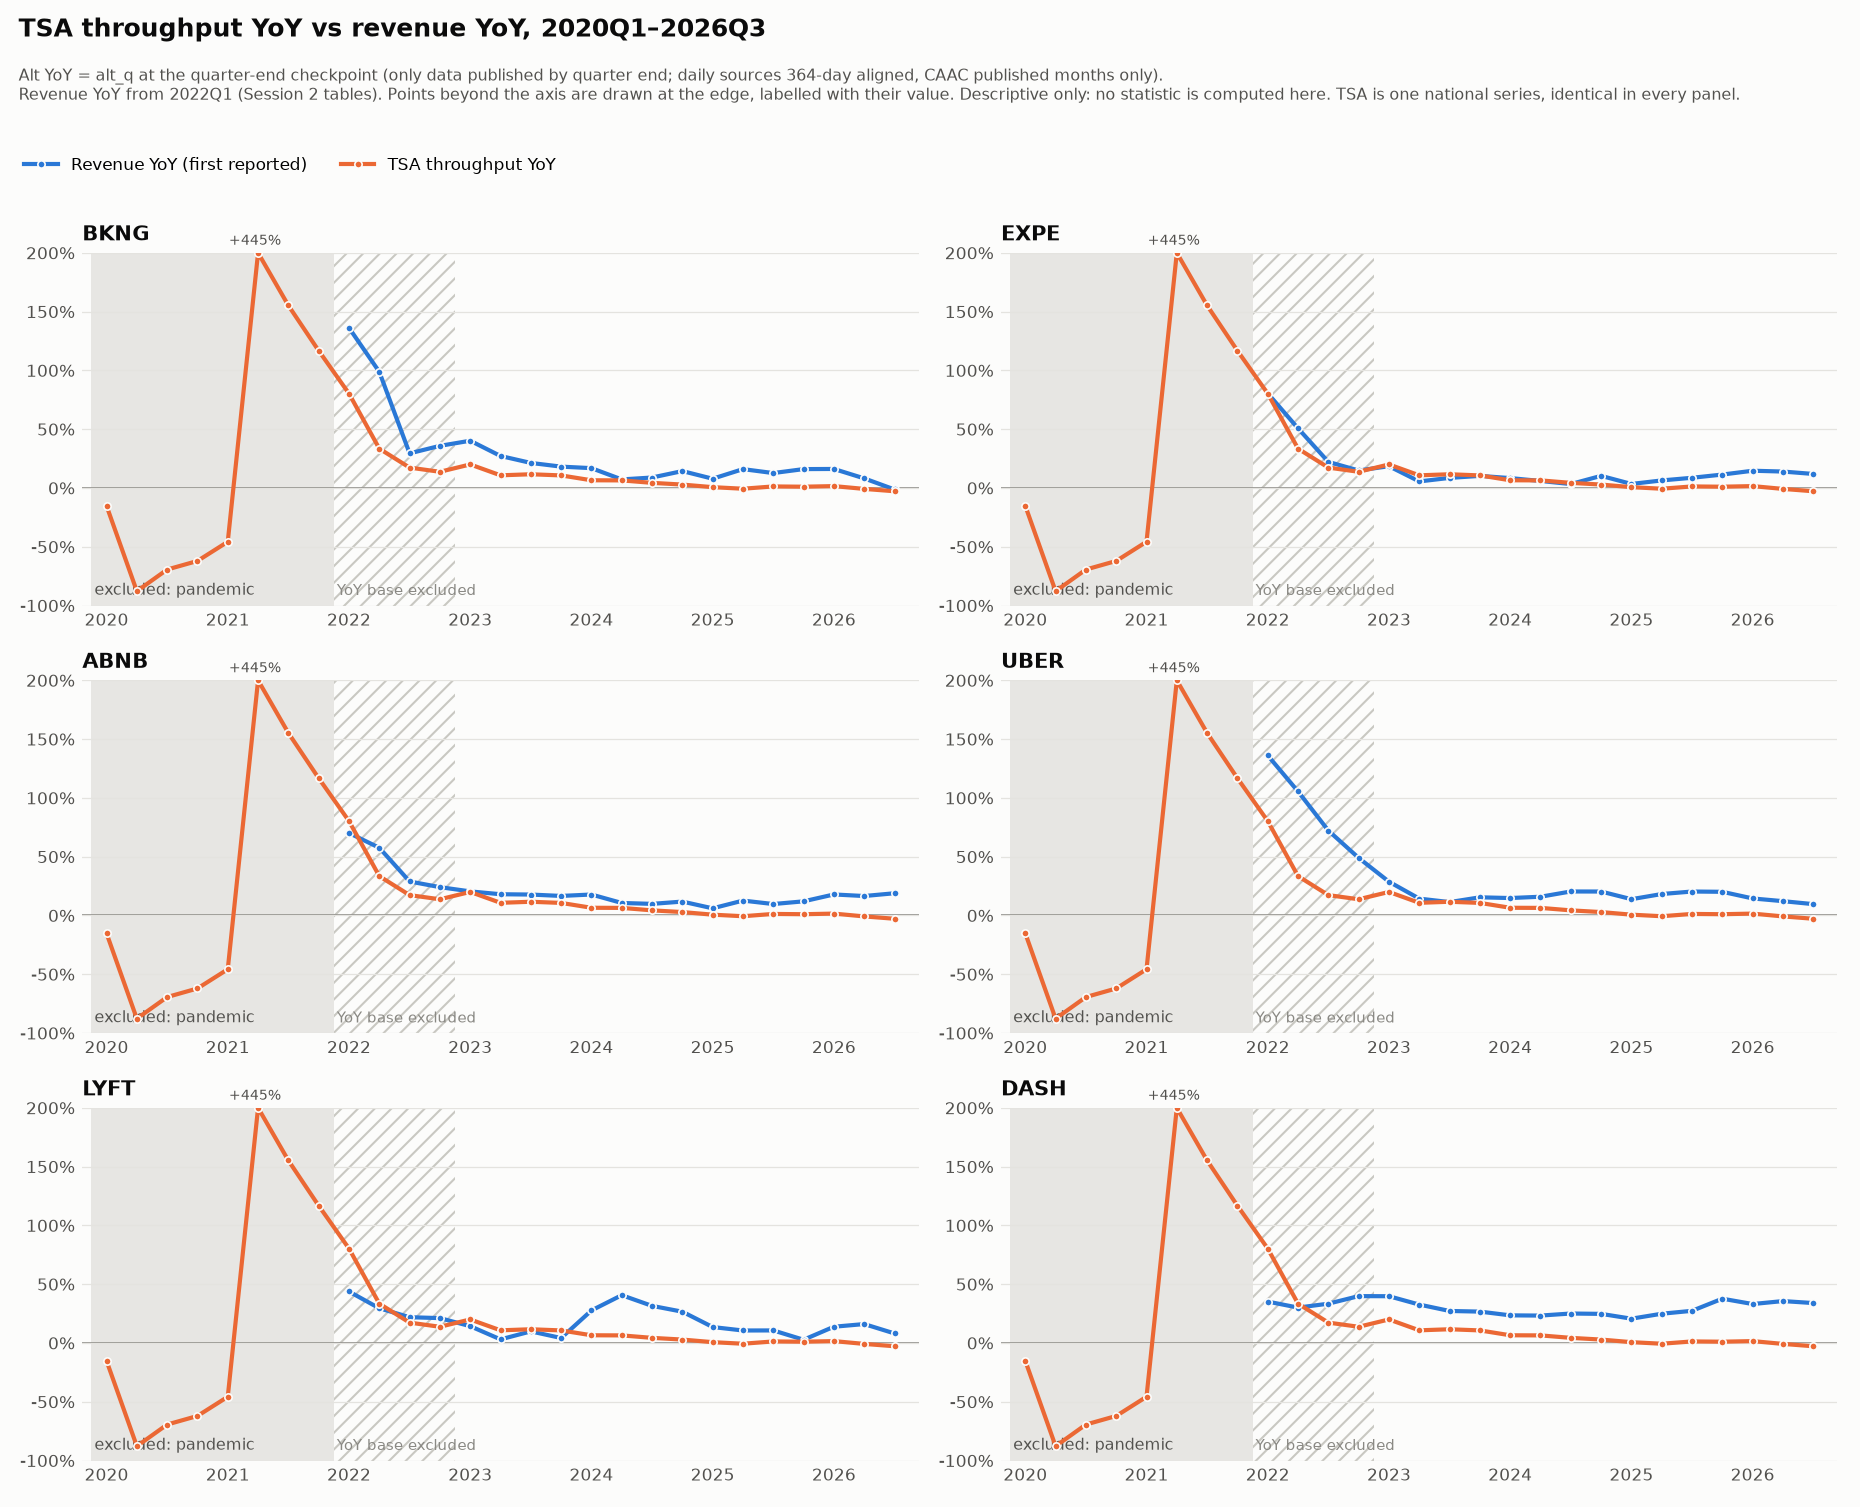 TSA throughput YoY vs revenue YoY, 2020Q1–2026Q3
Alt YoY = alt_q at the quarter-end checkpoint (only data published by quarter end; daily sources 364-day aligned, CAAC published months only).
Revenue YoY from 2022Q1 (Session 2 tables). Points beyond the axis are drawn at the edge, labelled with their value. Descriptive only: no statistic is computed here. TSA is one national series, identical in every panel.
Revenue YoY (first reported)
TSA throughput YoY
BKNG
+445%
200%
150%
100%
50%
0%
-50%
-100%
excluded: pandemic
YoY base excluded
2020 2021 2022 2023 2024 2025 2026
EXPE
+445%
200%
150%
100%
50%
0%
-50%
-100%
excluded: pandemic
YoY base excluded
2020 2021 2022 2023 2024 2025 2026
ABNB
+445%
200%
150%
100%
50%
0%
-50%
-100%
excluded: pandemic
YoY base excluded
2020 2021 2022 2023 2024 2025 2026
UBER
+445%
200%
150%
100%
50%
0%
-50%
-100%
excluded: pandemic
YoY base excluded
2020 2021 2022 2023 2024 2025 2026
LYFT
+445%
200%
150%
100%
50%
0%
-50%
-100%
excluded: pandemic
YoY base excluded
2020 2021 2022 2023 2024 2025 2026
DASH
+445%
200%
150%
100%
50%
0%
-50%
-100%
excluded: pandemic
YoY base excluded
2020 2021 2022 2023 2024 2025 2026